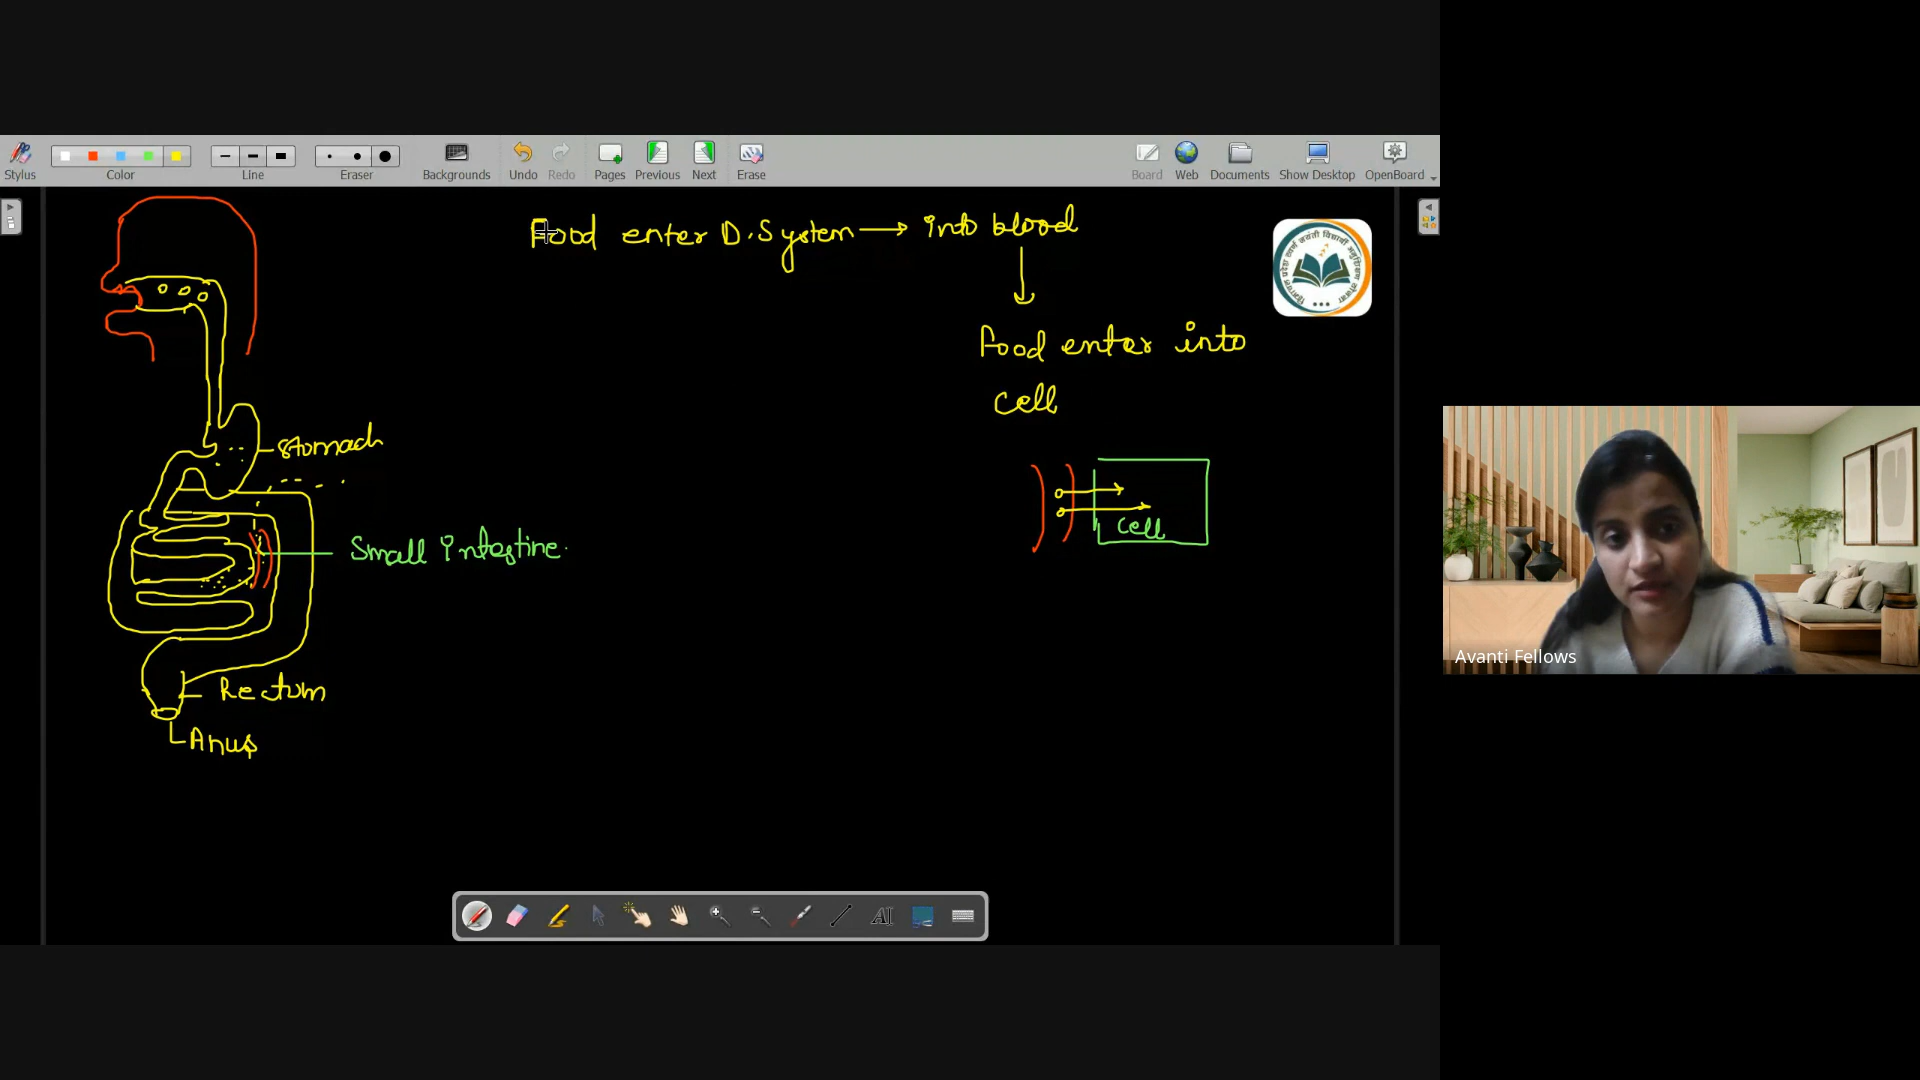 Stylus
Color
Line
Eraser
Backgrounds
Undo
Redo
Pages
Previous
Next
Erase
Board
Web
Documents
Show Desktop
OpenBoard
Food enter D.System → into blood
food enter into
cell
cell
Stomach
Small intestine
Rectum
Anus
Avanti Fellows